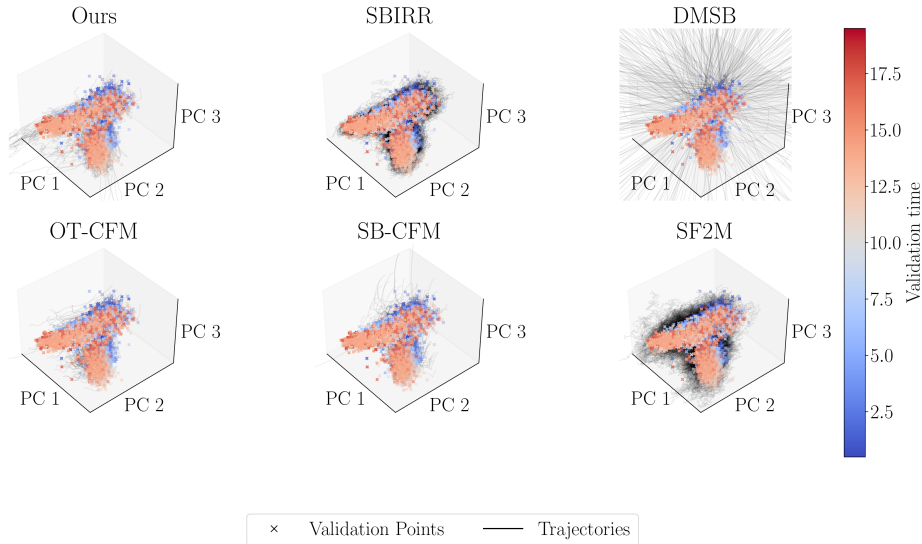 Ours
SBIRR
DMSB
PC 1
PC 2
PC 3
PC 1
PC 2
PC 3
PC 1
PC 2
PC 3
OT-CFM
SB-CFM
SF2M
PC 1
PC 2
PC 3
PC 1
PC 2
PC 3
PC 1
PC 2
PC 3
17.5
15.0
12.5
10.0
7.5
5.0
2.5
Validation time
Validation Points
Trajectories